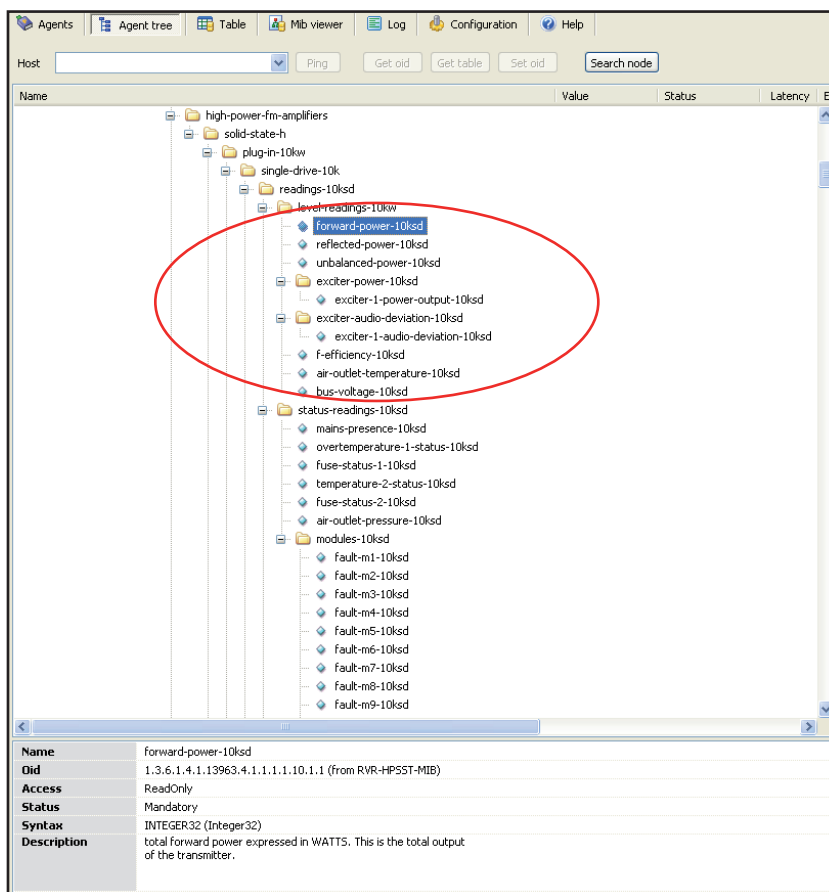 Agents Agent tree Table Mib viewer Log Configuration Help
Host Ping Get oid Get table Set oid Search node
Name Value Status Latency E
high-power-fm-amplifiers
solid-state-h
plug-in-10kw
single-drive-10k
readings-10ksd
level-readings-10kw
forward-power-10ksd
reflected-power-10ksd
unbalanced-power-10ksd
exciter-power-10ksd
exciter-1-power-output-10ksd
exciter-audio-deviation-10ksd
exciter-1-audio-deviation-10ksd
f-efficiency-10ksd
air-outlet-temperature-10ksd
bus-voltage-10ksd
status-readings-10ksd
mains-presence-10ksd
overtemperature-1-status-10ksd
fuse-status-1-10ksd
temperature-2-status-10ksd
fuse-status-2-10ksd
air-outlet-pressure-10ksd
modules-10ksd
fault-m1-10ksd
fault-m2-10ksd
fault-m3-10ksd
fault-m4-10ksd
fault-m5-10ksd
fault-m6-10ksd
fault-m7-10ksd
fault-m8-10ksd
fault-m9-10ksd
Name forward-power-10ksd
Oid 1.3.6.1.4.1.13963.4.1.1.1.1.10.1.1 (from RVR-HPSST-MIB)
Access ReadOnly
Status Mandatory
Syntax INTEGER32 (Integer32)
Description total forward power expressed in WATTS. This is the total output
of the transmitter.